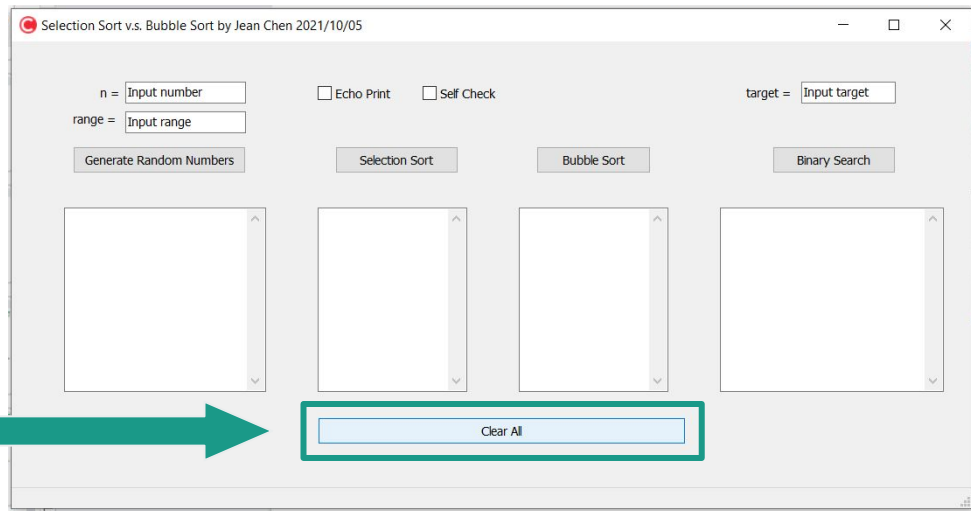 Selection Sort v.s. Bubble Sort by Jean Chen 2021/10/05
n = Input number
Echo Print
Self Check
target = Input target
range = Input range
Generate Random Numbers
Selection Sort
Bubble Sort
Binary Search
Clear All